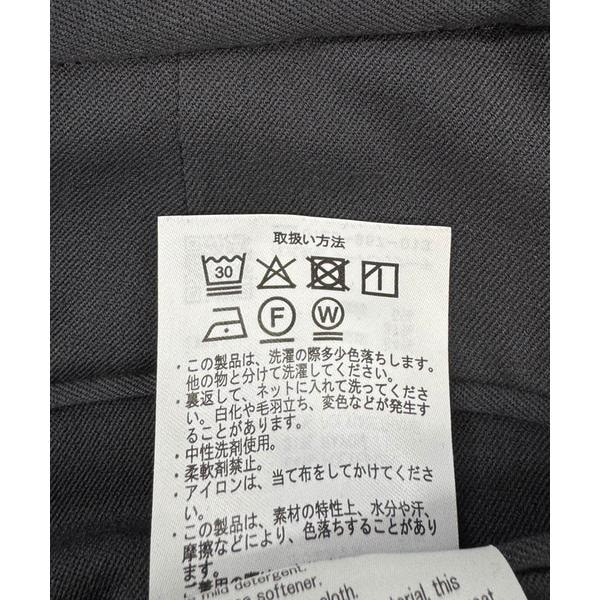 取扱い方法
30
F W
・この製品は、洗濯の際多少色落ちします。
他の物と分けて洗濯してください。
・裏返して、ネットに入れて洗ってくださ
い。白化や毛羽立ち、変色などが発生す
ることがあります。
・中性洗剤使用。
・柔軟剤禁止。
・アイロンは、当て布をしてかけてくださ
い。
・この製品は、素材の特性上、水分や汗、
摩擦などにより、色落ちすることがあり
ます。
mild detergent.
softener.
cloth.
material, this